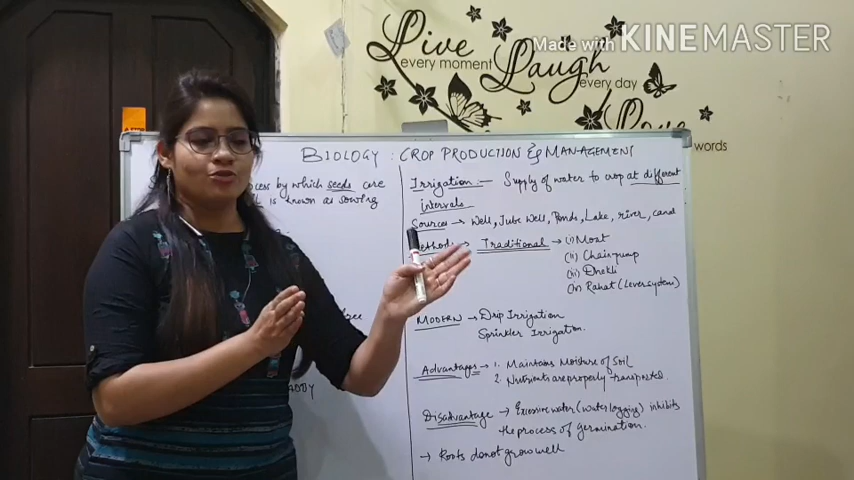 Made with KINEMASTER
Live
every moment
Laugh
every day
words
BIOLOGY : CROP PRODUCTION & MANAGEMENT
ocess by which seeds are
is known as sowing
Irrigation :— Supply of water to crop at different
intervals
Sources → Well, Tube Well, Ponds, Lake, river, canal
Methods → Traditional → (i) Moat
(ii) Chain-pump
(iii) Dhekli
(iv) Rahat (Lever system)
MODERN → Drip Irrigation
Sprinkler Irrigation.
Advantages → 1. Maintains Moisture of Soil
2. Nutrients are properly transported.
Disadvantage → Excessive water (water logging) inhibits
the process of germination.
→ Roots donot grow well